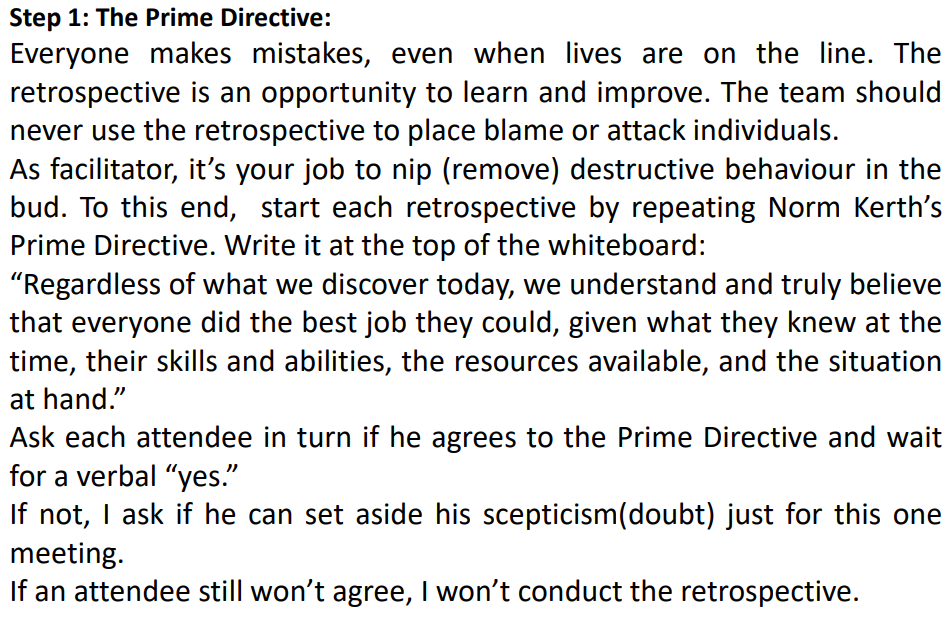 Step 1: The Prime Directive:
Everyone makes mistakes, even when lives are on the line. The
retrospective is an opportunity to learn and improve. The team should
never use the retrospective to place blame or attack individuals.
As facilitator, it’s your job to nip (remove) destructive behaviour in the
bud. To this end,  start each retrospective by repeating Norm Kerth’s
Prime Directive. Write it at the top of the whiteboard:
“Regardless of what we discover today, we understand and truly believe
that everyone did the best job they could, given what they knew at the
time, their skills and abilities, the resources available, and the situation
at hand.”
Ask each attendee in turn if he agrees to the Prime Directive and wait
for a verbal “yes.”
If not, I ask if he can set aside his scepticism(doubt) just for this one
meeting.
If an attendee still won’t agree, I won’t conduct the retrospective.